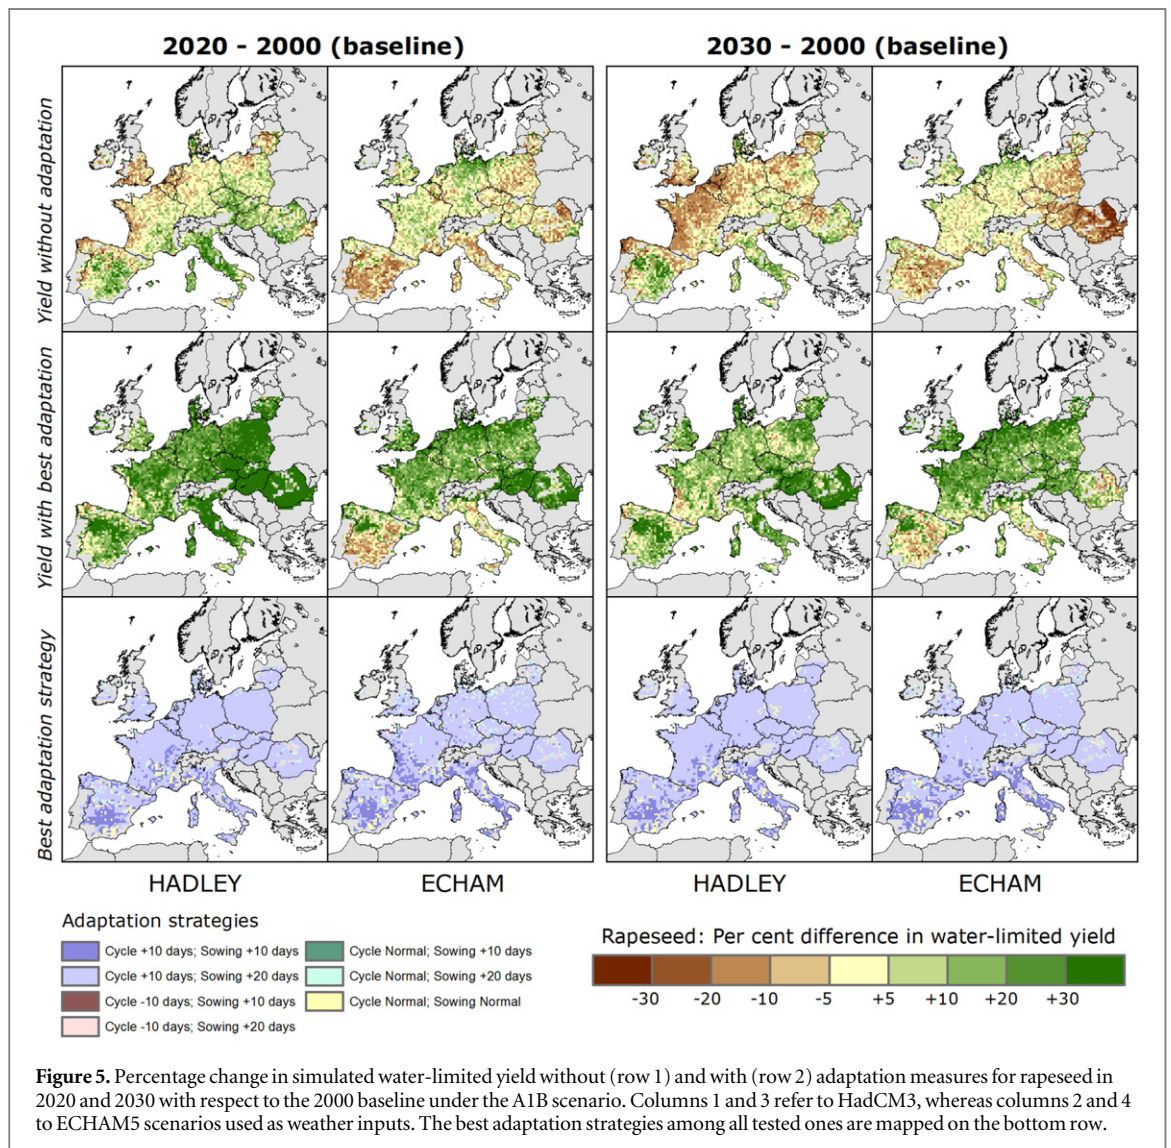 2020 - 2000 (baseline)
2030 - 2000 (baseline)
Yield without adaptation
Yield with best adaptation
Best adaptation strategy
HADLEY
ECHAM
HADLEY
ECHAM
Adaptation strategies
Cycle +10 days; Sowing +10 days
Cycle +10 days; Sowing +20 days
Cycle -10 days; Sowing +10 days
Cycle -10 days; Sowing +20 days
Cycle Normal; Sowing +10 days
Cycle Normal; Sowing +20 days
Cycle Normal; Sowing Normal
Rapeseed: Per cent difference in water-limited yield
-30 -20 -10 -5 +5 +10 +20 +30
Figure 5. Percentage change in simulated water-limited yield without (row 1) and with (row 2) adaptation measures for rapeseed in
2020 and 2030 with respect to the 2000 baseline under the A1B scenario. Columns 1 and 3 refer to HadCM3, whereas columns 2 and 4
to ECHAM5 scenarios used as weather inputs. The best adaptation strategies among all tested ones are mapped on the bottom row.